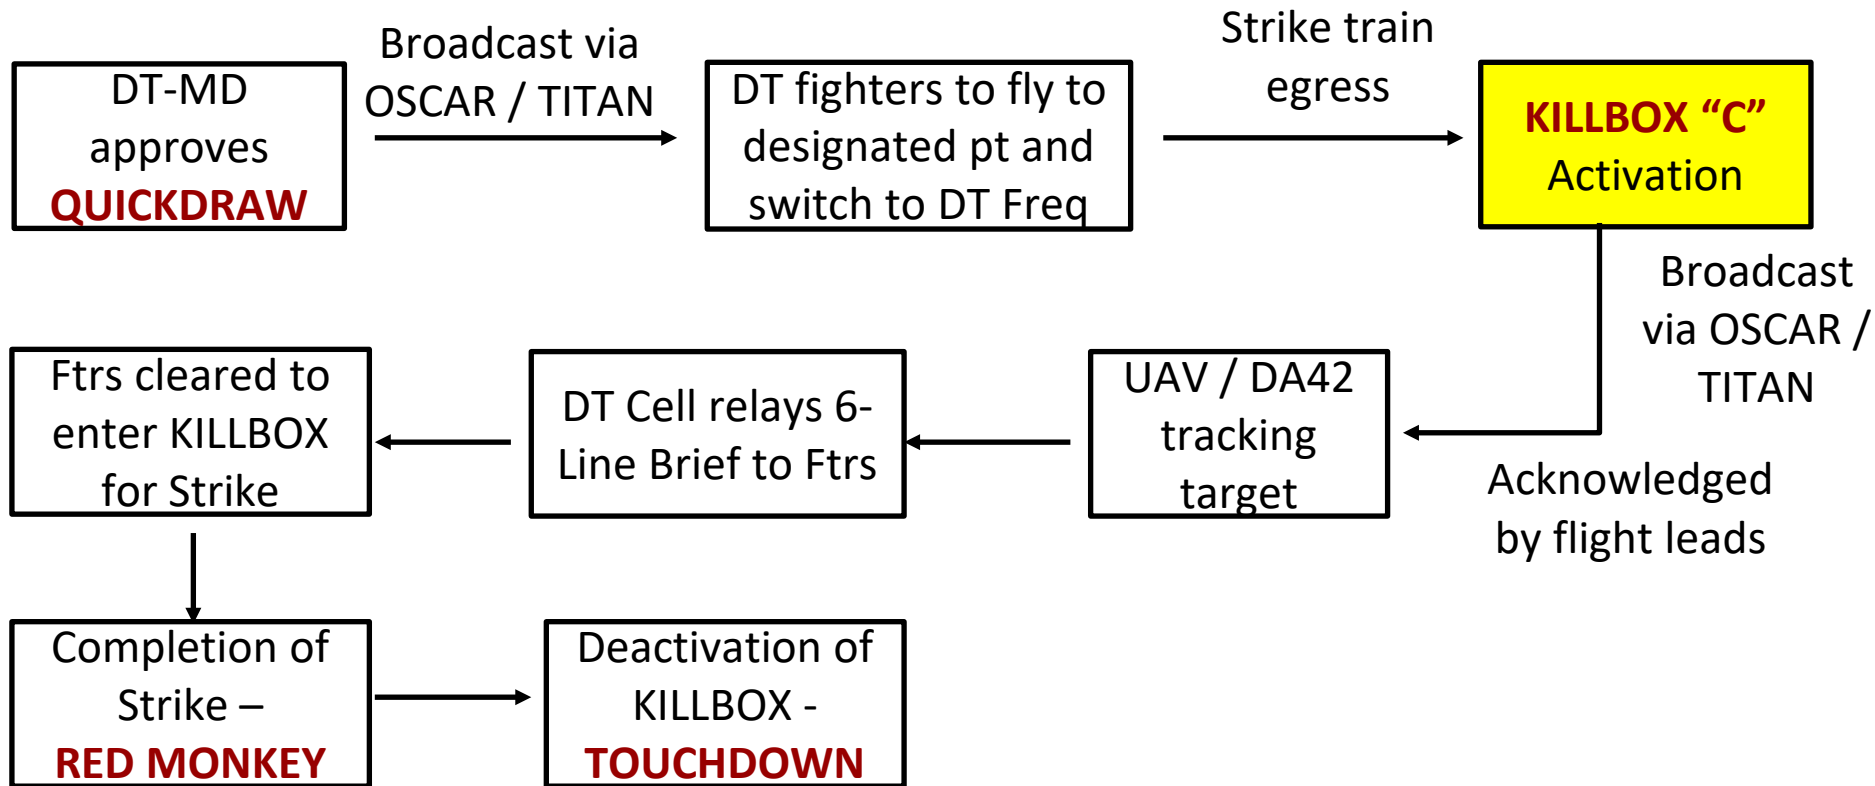 DT-MD
approves
QUICKDRAW
Broadcast via
OSCAR / TITAN
DT fighters to fly to
designated pt and
switch to DT Freq
Strike train
egress
KILLBOX “C”
Activation
Broadcast
via OSCAR /
TITAN
Acknowledged
by flight leads
UAV / DA42
tracking
target
DT Cell relays 6-
Line Brief to Ftrs
Ftrs cleared to
enter KILLBOX
for Strike
Completion of
Strike –
RED MONKEY
Deactivation of
KILLBOX -
TOUCHDOWN